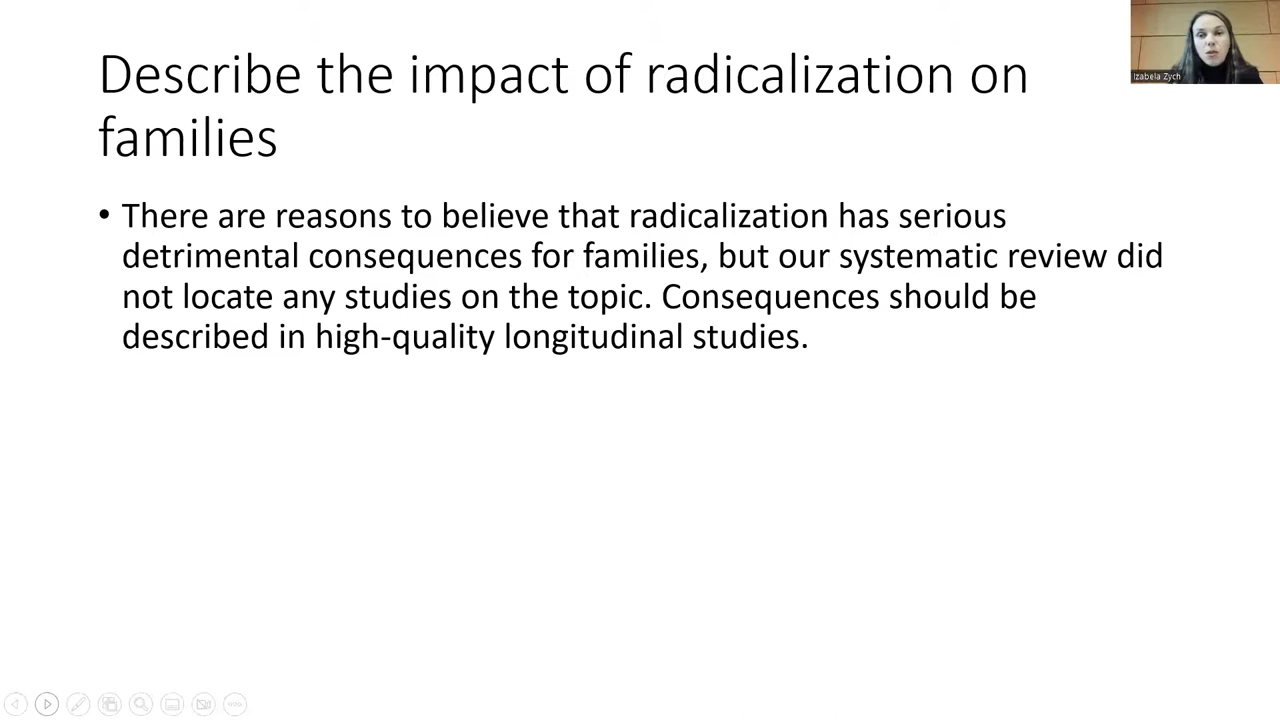 Describe the impact of radicalization on
families
• There are reasons to believe that radicalization has serious
detrimental consequences for families, but our systematic review did
not locate any studies on the topic. Consequences should be
described in high-quality longitudinal studies.
Izabela Zych